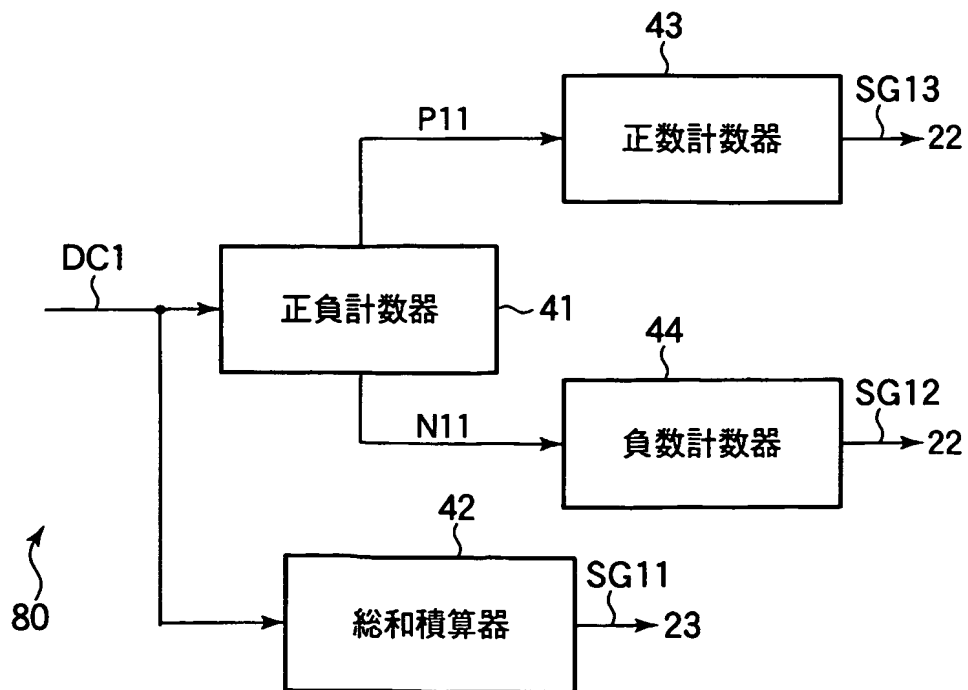 43
正数計数器
SG13
22
P11
DC1
正負計数器
41
44
負数計数器
SG12
22
N11
42
総和積算器
SG11
23
80